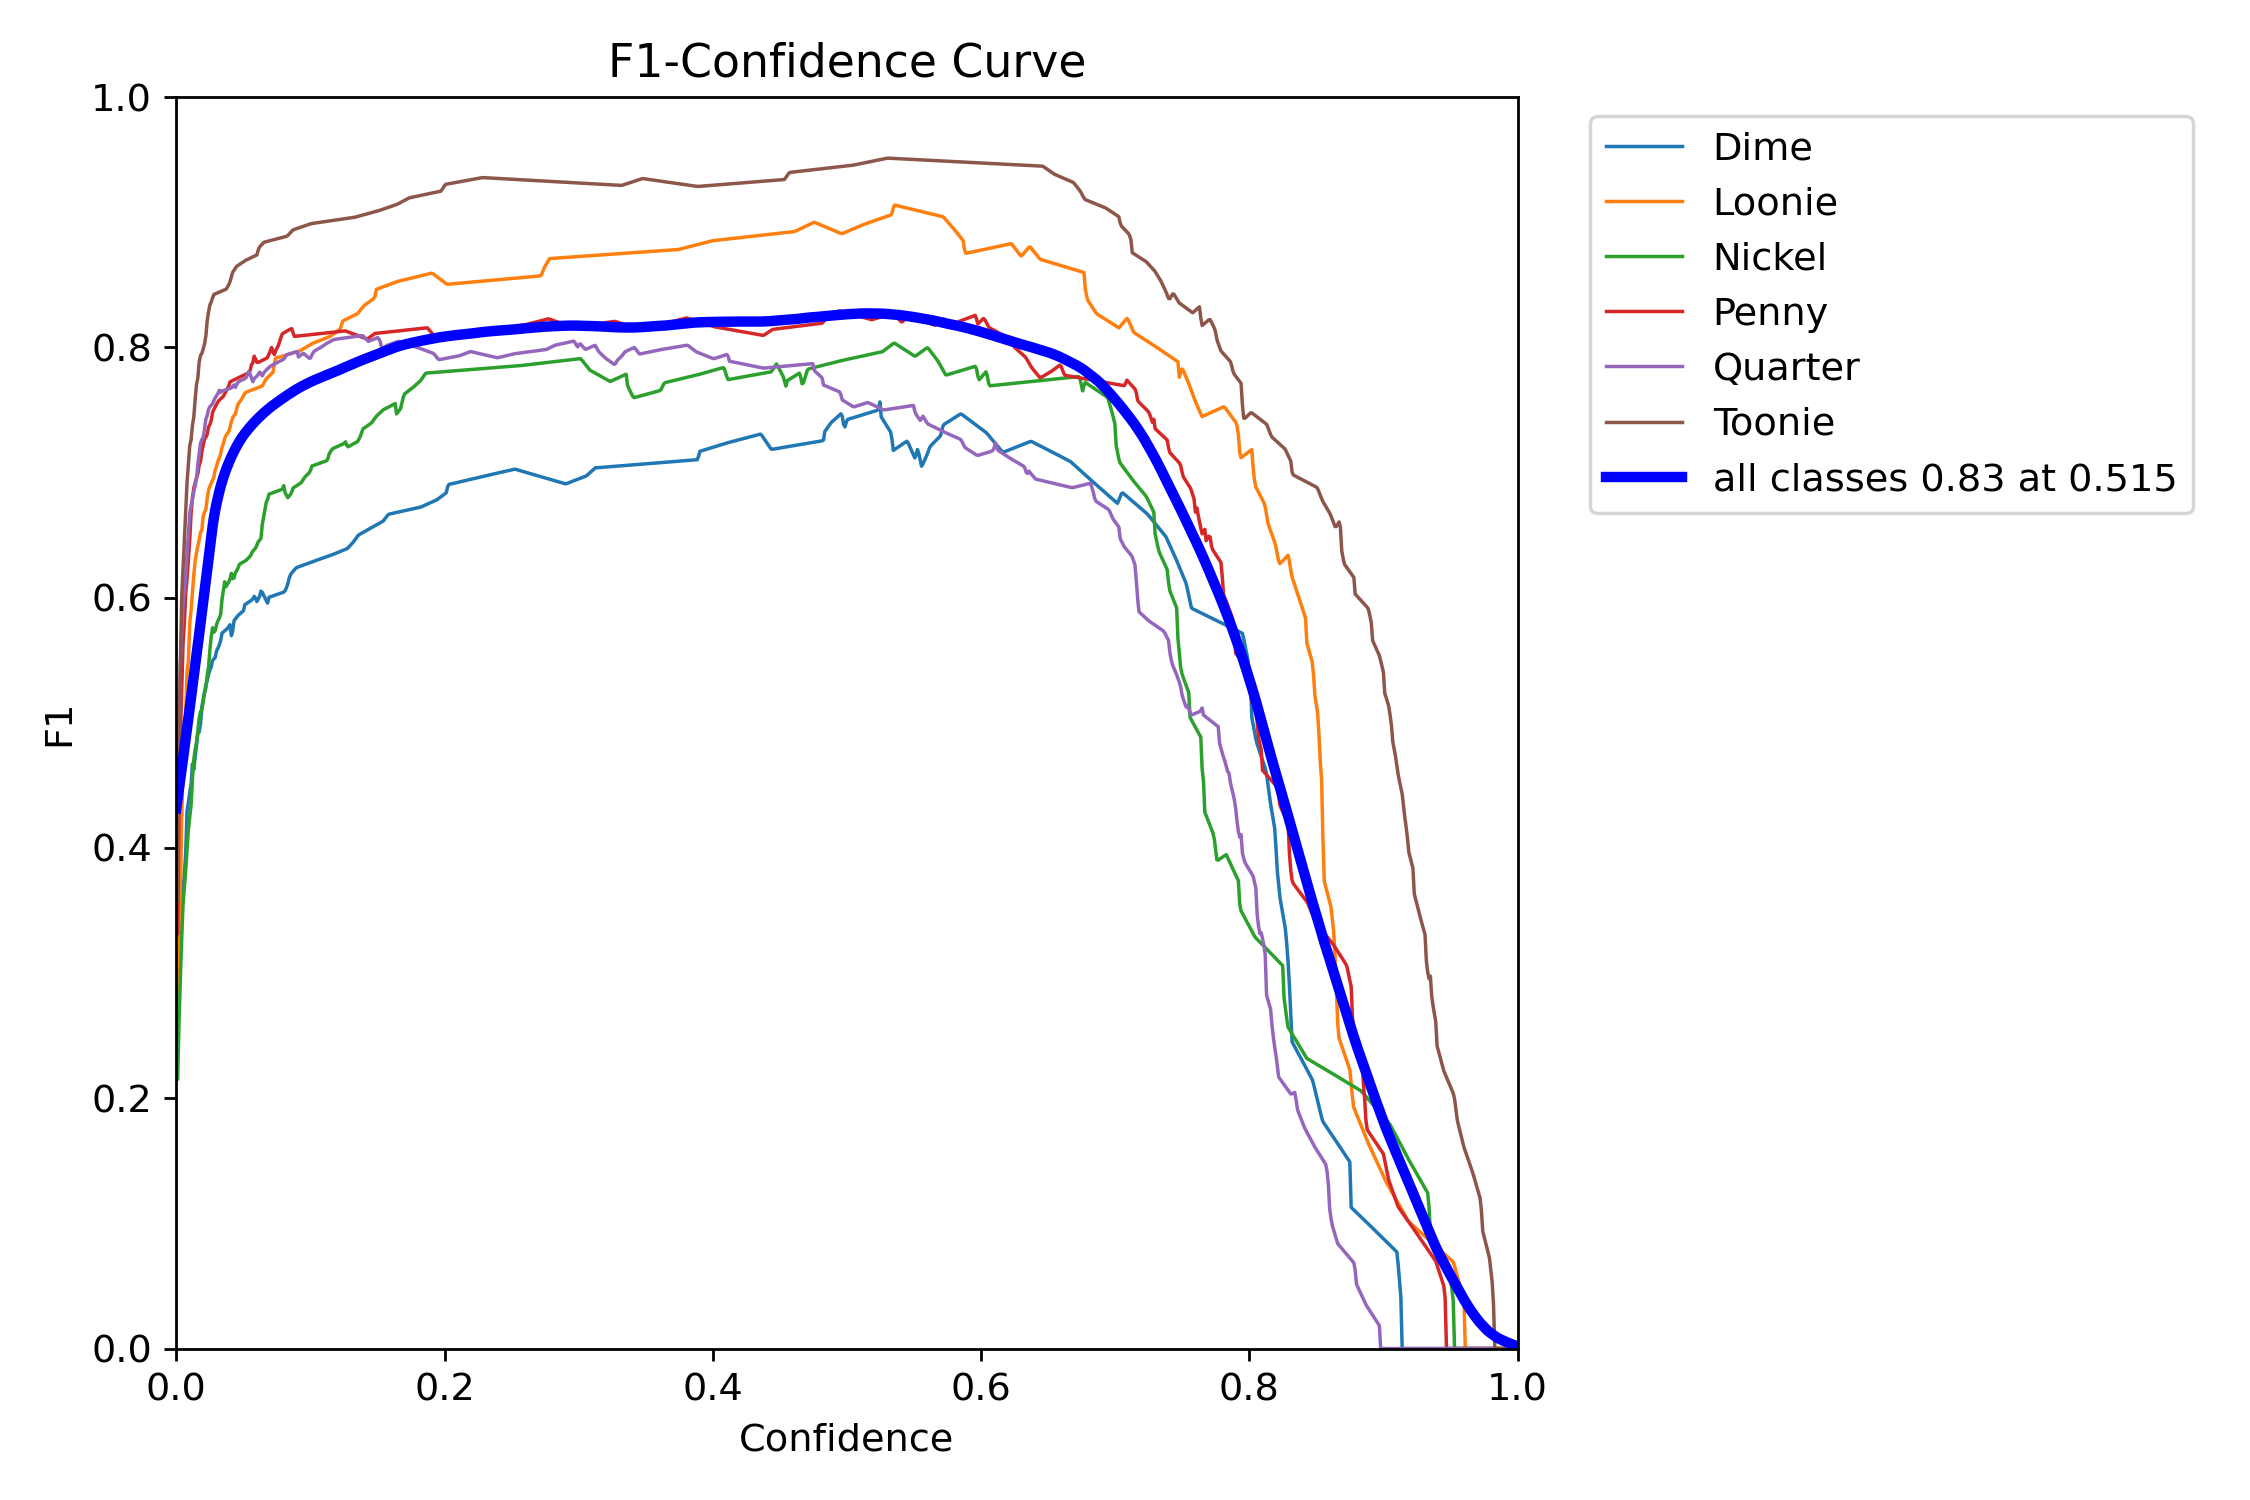 F1-Confidence Curve
1.0
0.8
0.6
0.4
0.2
0.0
F1
0.0 0.2 0.4 0.6 0.8 1.0
Confidence
Dime
Loonie
Nickel
Penny
Quarter
Toonie
all classes 0.83 at 0.515